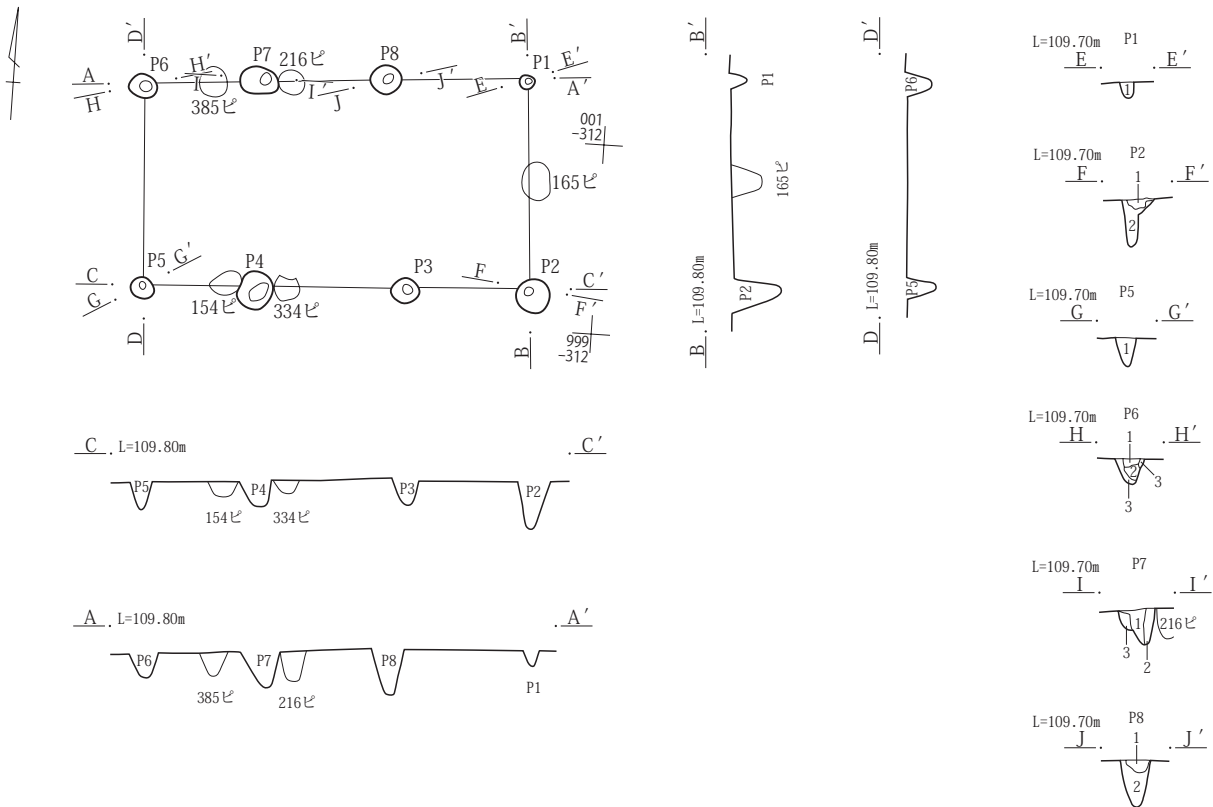 D′
B′
P6
H′
P7
216ピ
P8
P1
E′
A
H
I
385ピ
I′
J
J′
E
A′
001
-312
165ピ
P5
G′
P4
P3
F
P2
C
G
154ピ
334ピ
C′
F′
D
B
999
-312
B′
P1
165ピ
P2
L=109.80m
B
D′
P6
P5
L=109.80m
D
C
L=109.80m
C′
P5
P4
P3
P2
154ピ
334ピ
A
L=109.80m
A′
P6
P7
P8
P1
385ピ
216ピ
L=109.70m
P1
E
E′
1
L=109.70m
P2
F
1
F′
2
L=109.70m
P5
G
G′
1
L=109.70m
P6
H
1
H′
2
3
3
L=109.70m
P7
I
I′
1
216ピ
3
2
L=109.70m
P8
J
1
J′
2